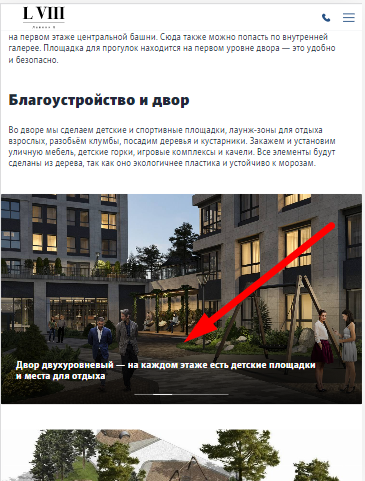 L VIII
на первом этаже центральной башни. Сюда также можно попасть по внутренней
галерее. Площадка для прогулок находится на первом уровне двора — это удобно
и безопасно.
Благоустройство и двор
Во дворе мы сделаем детские и спортивные площадки, лаунж-зоны для отдыха
взрослых, разобьём клумбы, посадим деревья и кустарники. Закажем и установим
уличную мебель, детские горки, игровые комплексы и качели. Все элементы будут
сделаны из дерева, так как оно экологичнее пластика и устойчиво к морозам.
Двор двухуровневый — на каждом этаже есть детские площадки
и места для отдыха